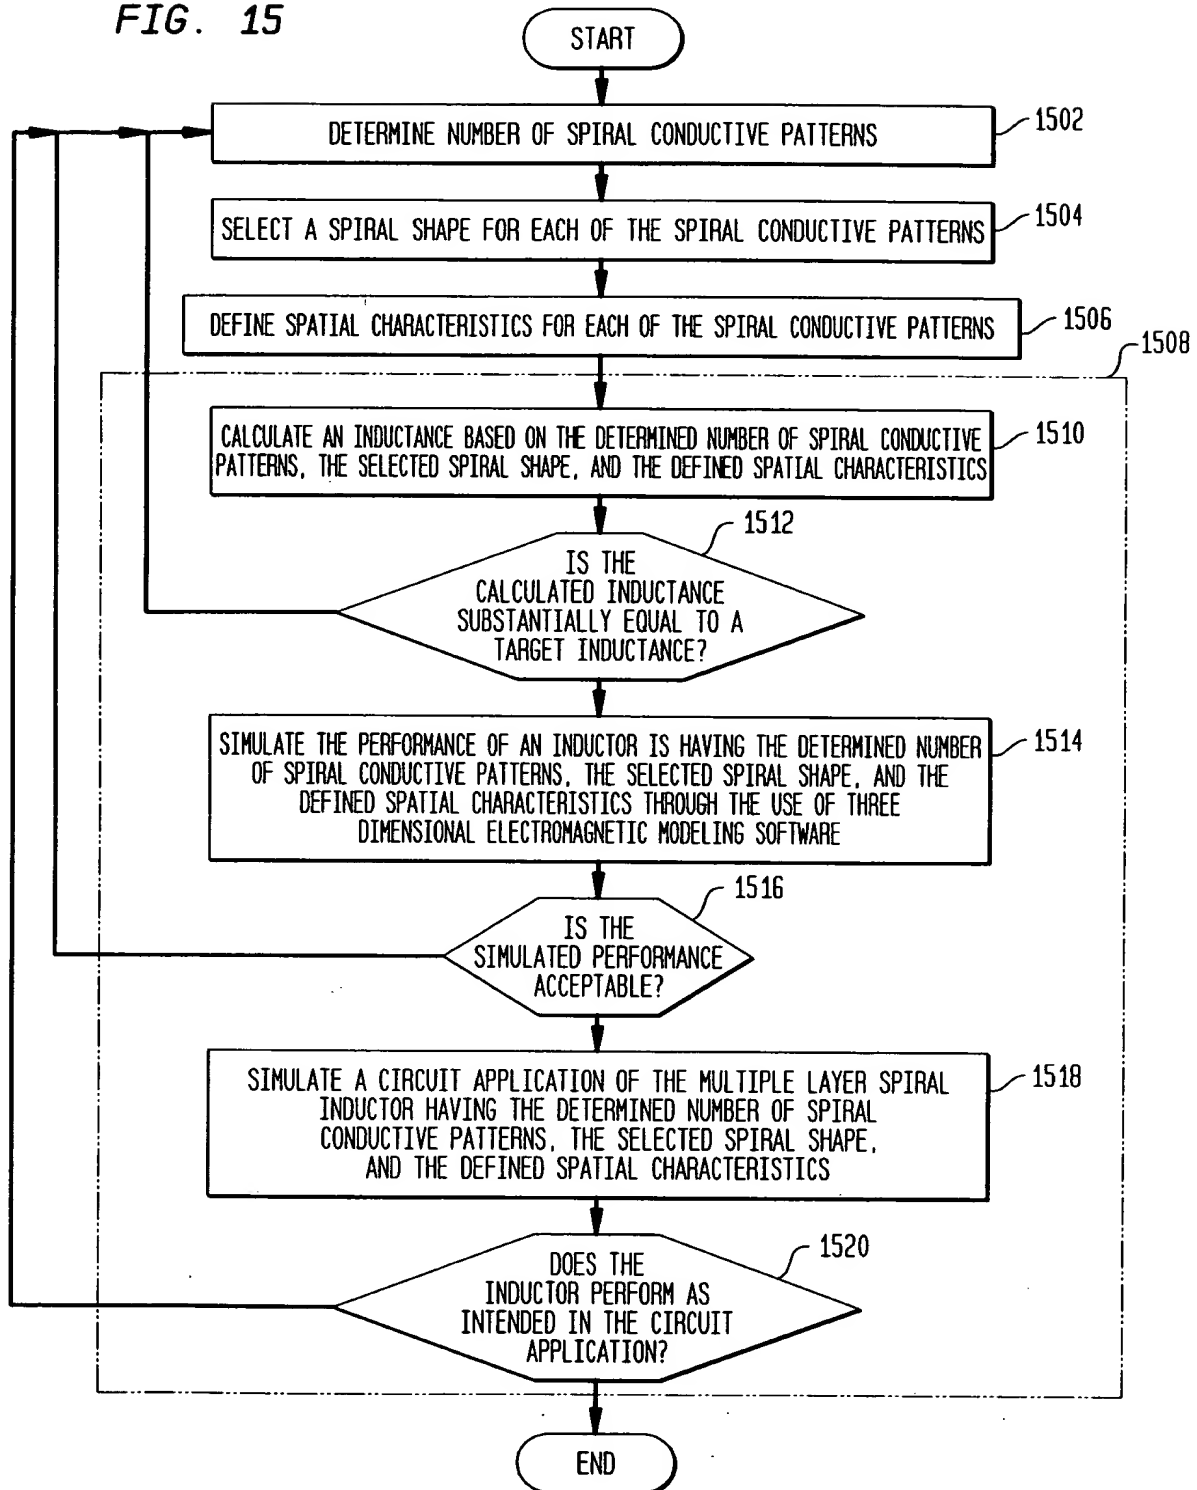 FIG. 15
START
DETERMINE NUMBER OF SPIRAL CONDUCTIVE PATTERNS
1502
SELECT A SPIRAL SHAPE FOR EACH OF THE SPIRAL CONDUCTIVE PATTERNS
1504
DEFINE SPATIAL CHARACTERISTICS FOR EACH OF THE SPIRAL CONDUCTIVE PATTERNS
1506
1508
CALCULATE AN INDUCTANCE BASED ON THE DETERMINED NUMBER OF SPIRAL CONDUCTIVE
PATTERNS, THE SELECTED SPIRAL SHAPE, AND THE DEFINED SPATIAL CHARACTERISTICS
1510
1512
IS THE
CALCULATED INDUCTANCE
SUBSTANTIALLY EQUAL TO A
TARGET INDUCTANCE?
SIMULATE THE PERFORMANCE OF AN INDUCTOR IS HAVING THE DETERMINED NUMBER
OF SPIRAL CONDUCTIVE PATTERNS, THE SELECTED SPIRAL SHAPE, AND THE
DEFINED SPATIAL CHARACTERISTICS THROUGH THE USE OF THREE
DIMENSIONAL ELECTROMAGNETIC MODELING SOFTWARE
1514
1516
IS THE
SIMULATED PERFORMANCE
ACCEPTABLE?
SIMULATE A CIRCUIT APPLICATION OF THE MULTIPLE LAYER SPIRAL
INDUCTOR HAVING THE DETERMINED NUMBER OF SPIRAL
CONDUCTIVE PATTERNS, THE SELECTED SPIRAL SHAPE,
AND THE DEFINED SPATIAL CHARACTERISTICS
1518
1520
DOES THE
INDUCTOR PERFORM AS
INTENDED IN THE CIRCUIT
APPLICATION?
END